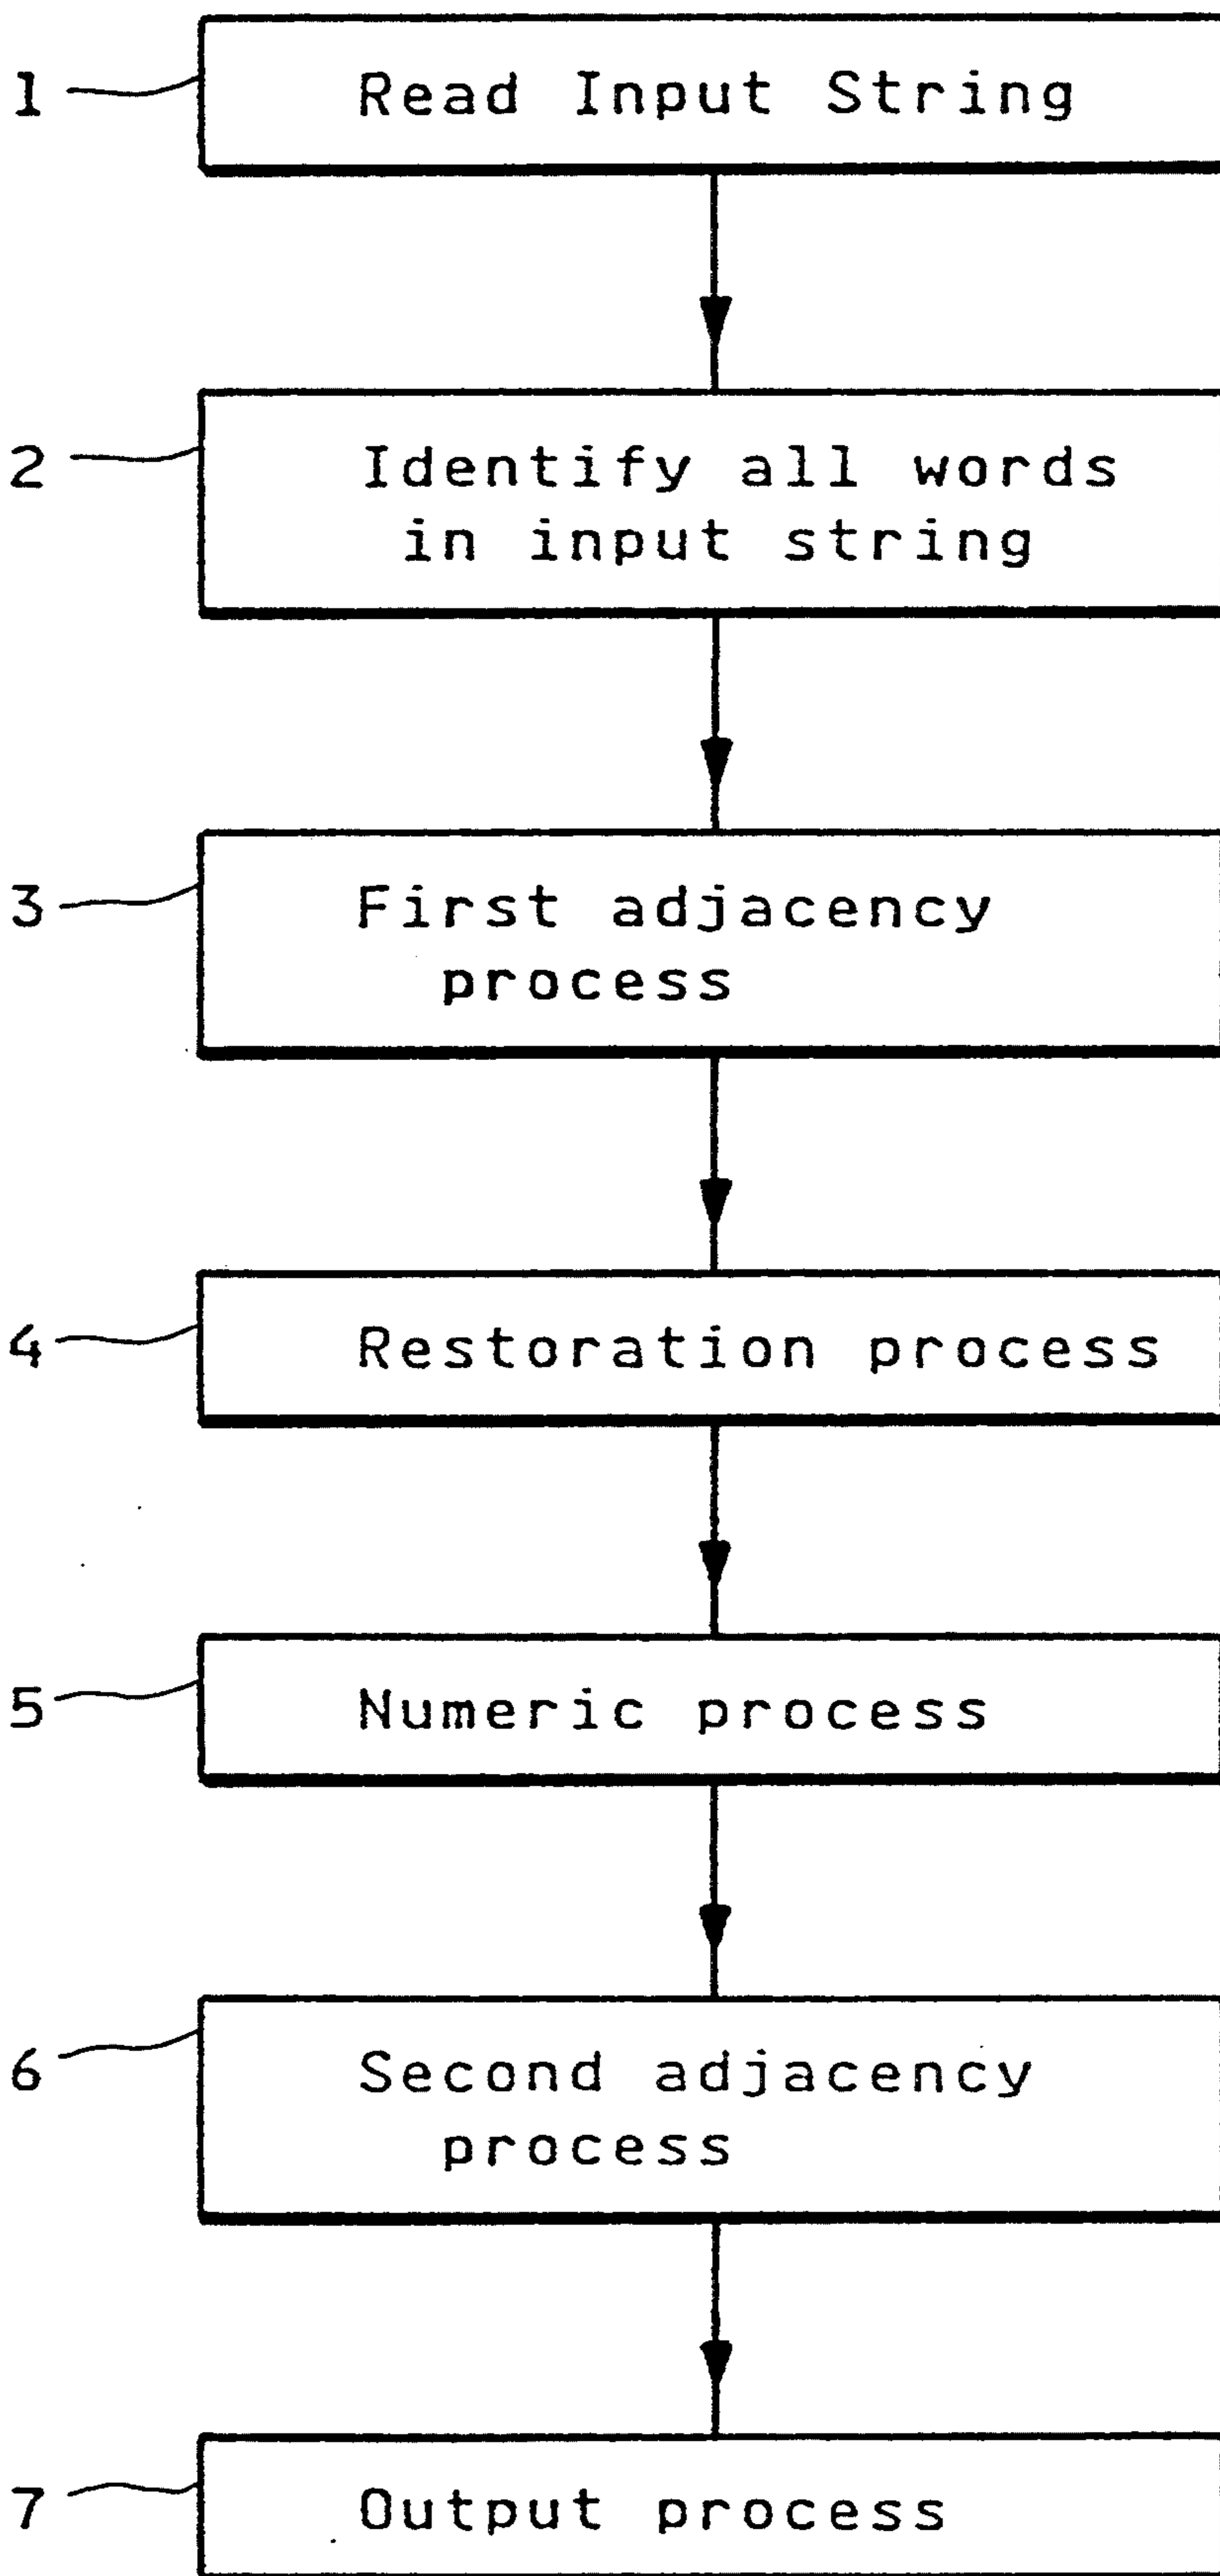 1 Read Input String
2 Identify all words
in input string
3 First adjacency
process
4 Restoration process
5 Numeric process
6 Second adjacency
process
7 Output process